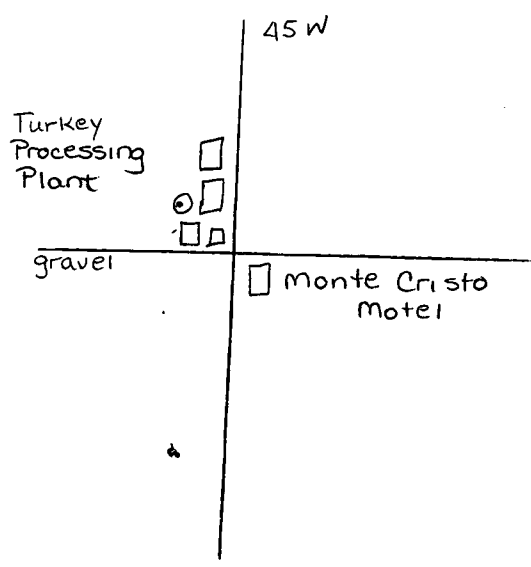 45 W
Turkey
Processing
Plant
gravel
Monte Cristo
Motel